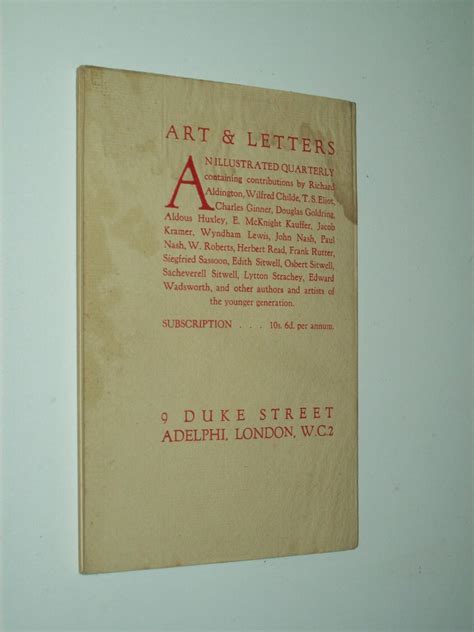 ART & LETTERS
AN ILLUSTRATED QUARTERLY
containing contributions by Richard
Aldington, Wilfred Childe, T. S. Eliot,
Charles Ginner, Douglas Goldring,
Aldous Huxley, E. McKnight Kauffer, Jacob
Kramer, Wyndham Lewis, John Nash, Paul
Nash, W. Roberts, Herbert Read, Frank Rutter,
Siegfried Sassoon, Edith Sitwell, Osbert Sitwell,
Sacheverell Sitwell, Lytton Strachey, Edward
Wadsworth, and other authors and artists of
the younger generation.
SUBSCRIPTION . . . 10s. 6d. per annum.
9 DUKE STREET
ADELPHI, LONDON, W.C.2